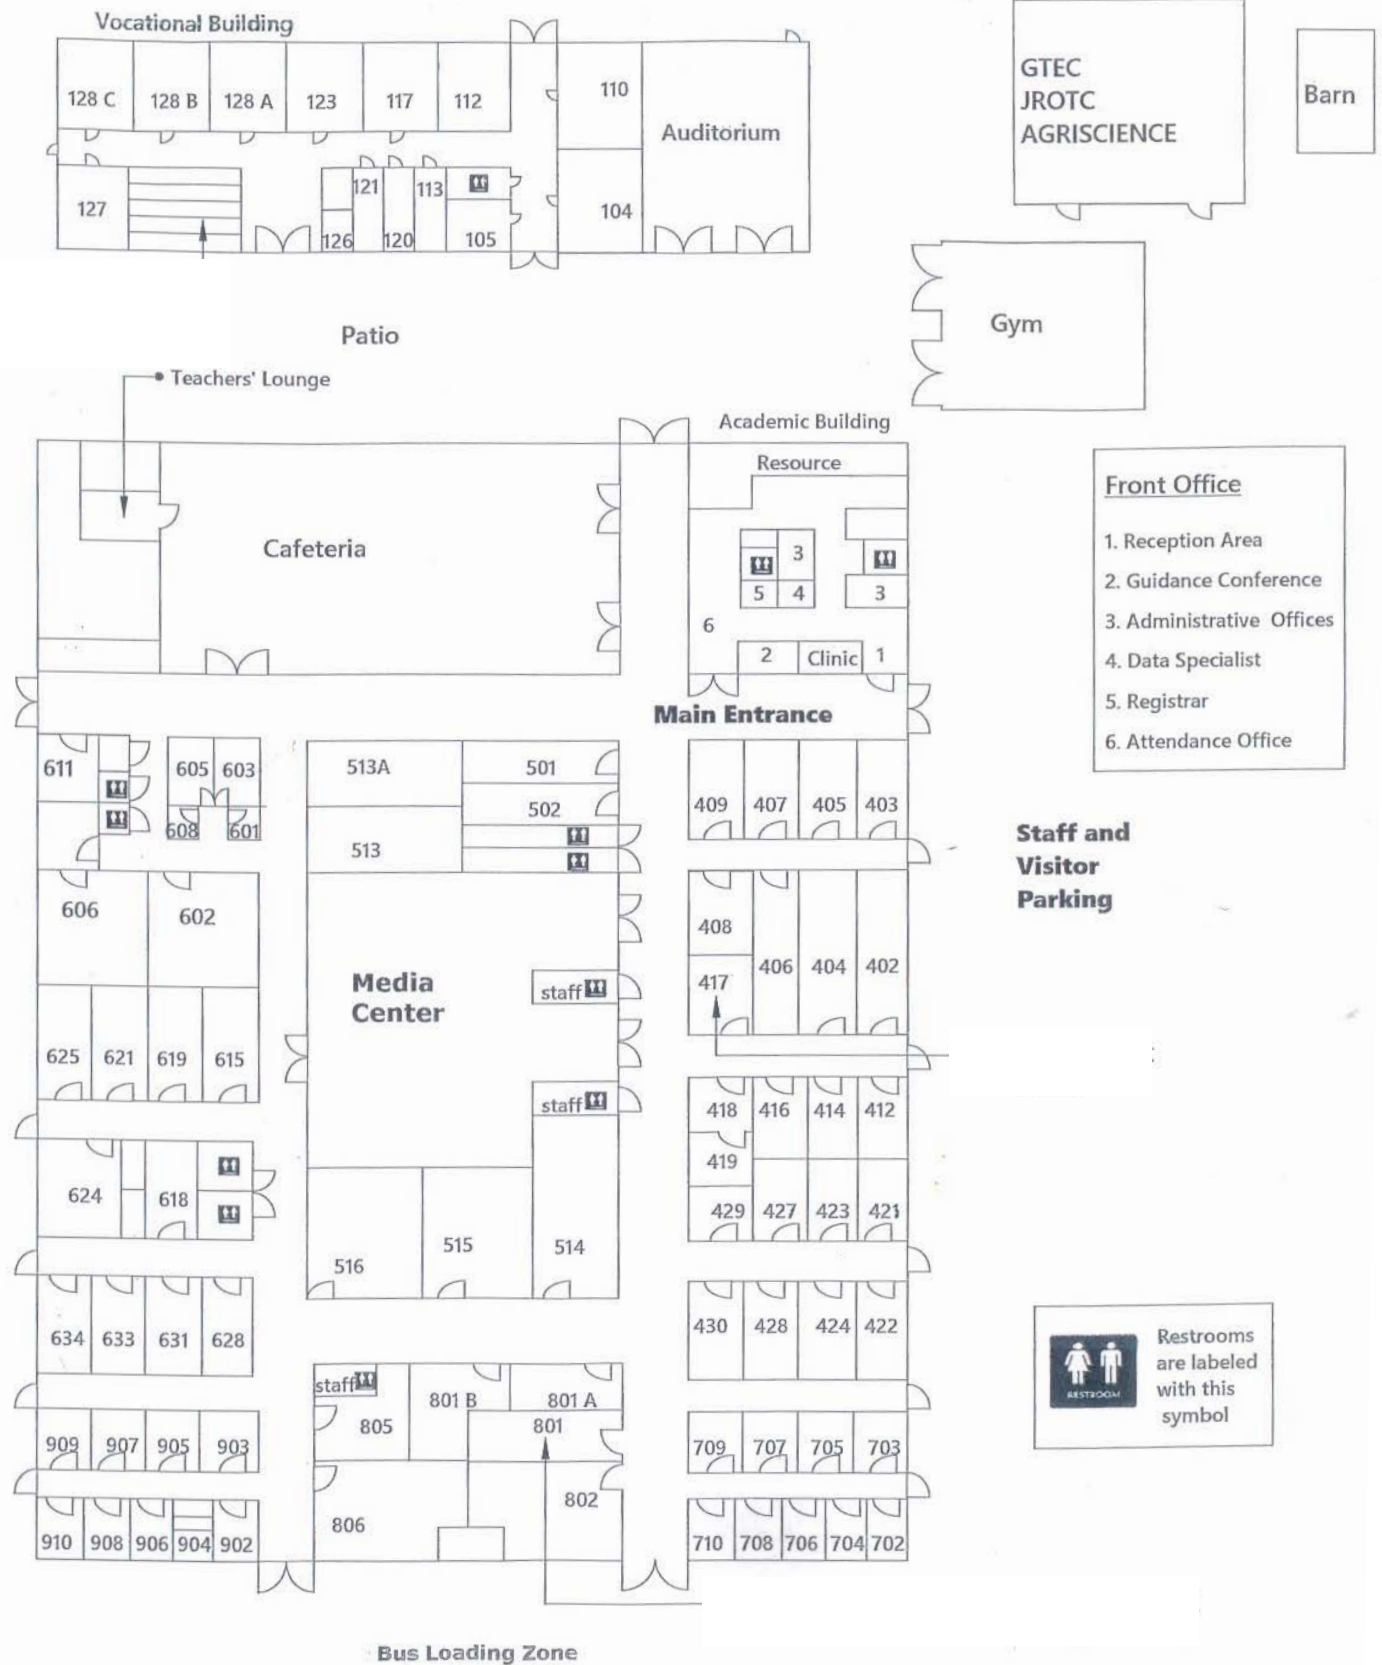 Vocational Building
128 C
128 B
128 A
123
117
112
110
Auditorium
GTEC
JROTC
AGRISCIENCE
Barn
127
121
113
126
120
105
104
Gym
Patio
Teachers' Lounge
Academic Building
Resource
Cafeteria
3
5
4
3
6
2
Clinic
1
Front Office
1. Reception Area
2. Guidance Conference
3. Administrative Offices
4. Data Specialist
5. Registrar
6. Attendance Office
Main Entrance
611
605
603
608
601
513A
501
502
513
409
407
405
403
Staff and
Visitor
Parking
606
602
408
417
406
404
402
Media
Center
staff
staff
625
621
619
615
418
416
414
412
419
429
427
423
421
624
618
516
515
514
634
633
631
628
430
428
424
422
Restrooms
are labeled
with this
symbol
RESTROOM
staff
805
801 B
801 A
801
909
907
905
903
709
707
705
703
806
802
910
908
906
904
902
710
708
706
704
702
Bus Loading Zone